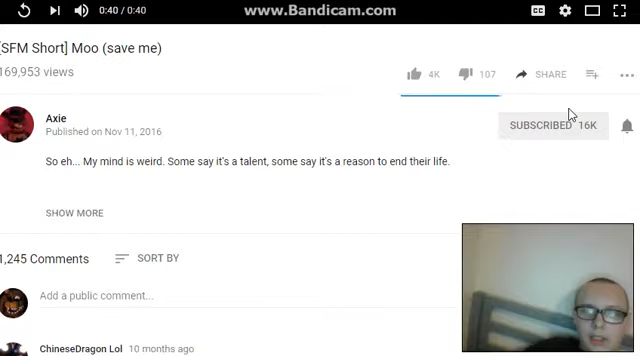 0:40 / 0:40
www.Bandicam.com
CC
[SFM Short] Moo (save me)
169,953 views
4K
107
SHARE
Axie
Published on Nov 11, 2016
SUBSCRIBED 16K
So eh... My mind is weird. Some say it's a talent, some say it's a reason to end their life.
SHOW MORE
1,245 Comments
SORT BY
Add a public comment...
ChineseDragon Lol 10 months ago